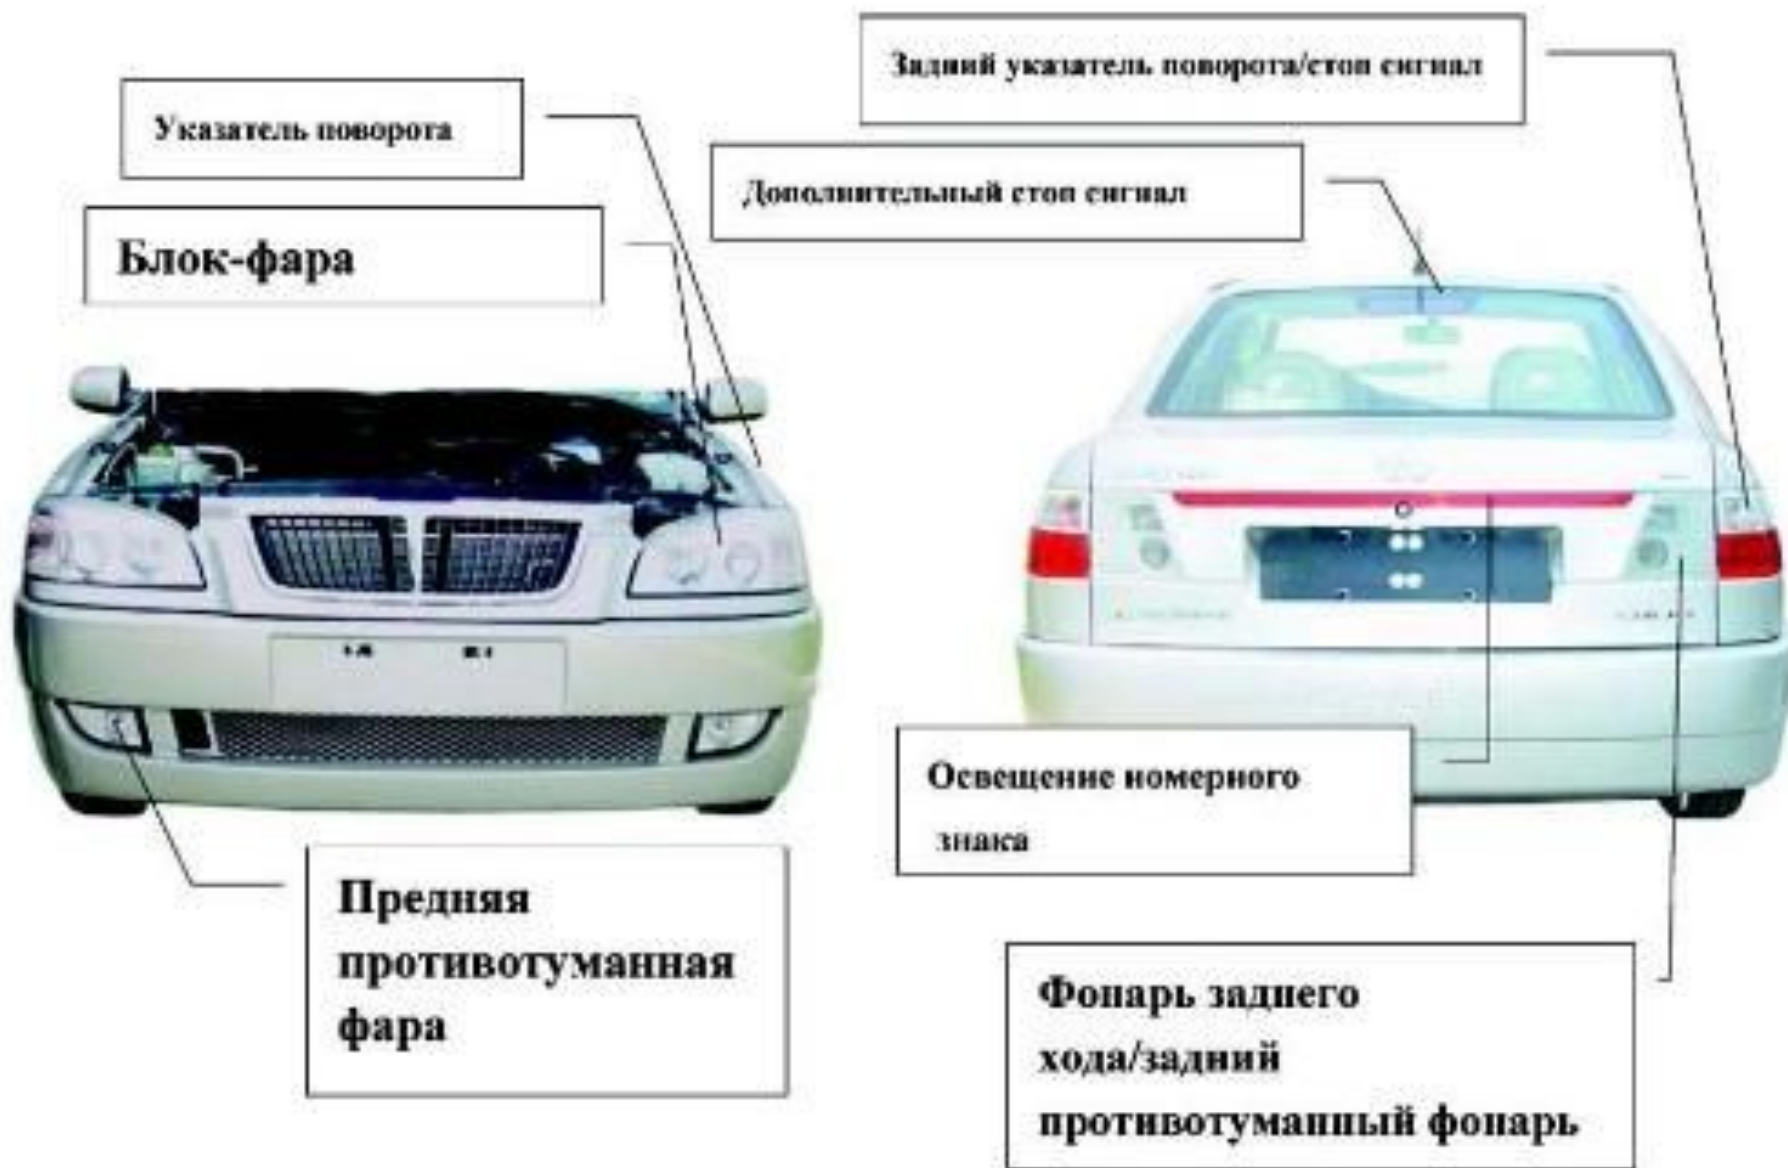 Указатель поворота
Блок-фара
Предняя
противотуманная
фара
Задний указатель поворота/стоп сигнал
Дополнительный стоп сигнал
Освещение номерного
знака
Фонарь заднего
хода/задний
противотуманный фонарь